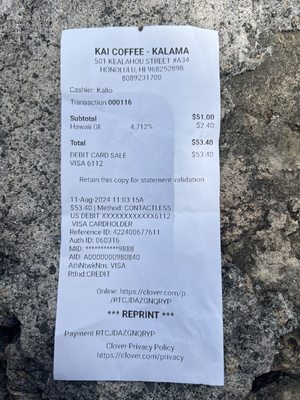 KAI COFFEE - KALAMA
501 KEALAHOU STREET #A34
HONOLULU, HI 968252898
8089231700
Cashier: Kalio
Transaction 000116
Subtotal $51.00
Hawaii GE 4.712% $2.40
Total $53.40
DEBIT CARD SALE $53.40
VISA 6112
Retain this copy for statement validation
11-Aug-2024 11:03:15A
$53.40 | Method: CONTACTLESS
US DEBIT XXXXXXXXXXXX6112
VISA CARDHOLDER
Reference ID: 422400677611
Auth ID: 060316
MID: **********9888
AID: A0000000980840
AthNtwkNm: VISA
RtInd:CREDIT
Online: https://clover.com/p
/RTCJDAZGNQRYP
*** REPRINT ***
Payment RTCJDAZGNQRYP
Clover Privacy Policy
https://clover.com/privacy